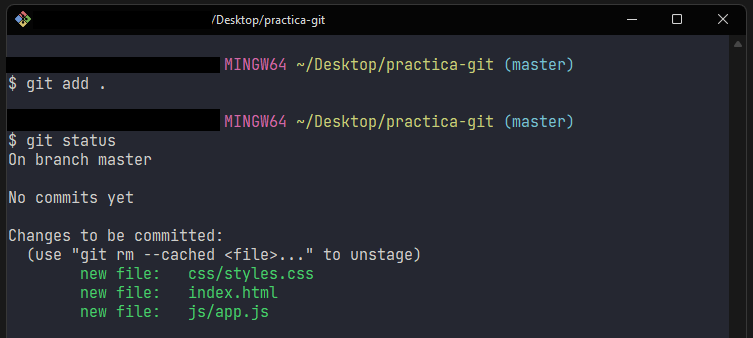 /Desktop/practica-git
MINGW64 ~/Desktop/practica-git (master)
$ git add .
MINGW64 ~/Desktop/practica-git (master)
$ git status
On branch master
No commits yet
Changes to be committed:
(use "git rm --cached <file>..." to unstage)
new file: css/styles.css
new file: index.html
new file: js/app.js